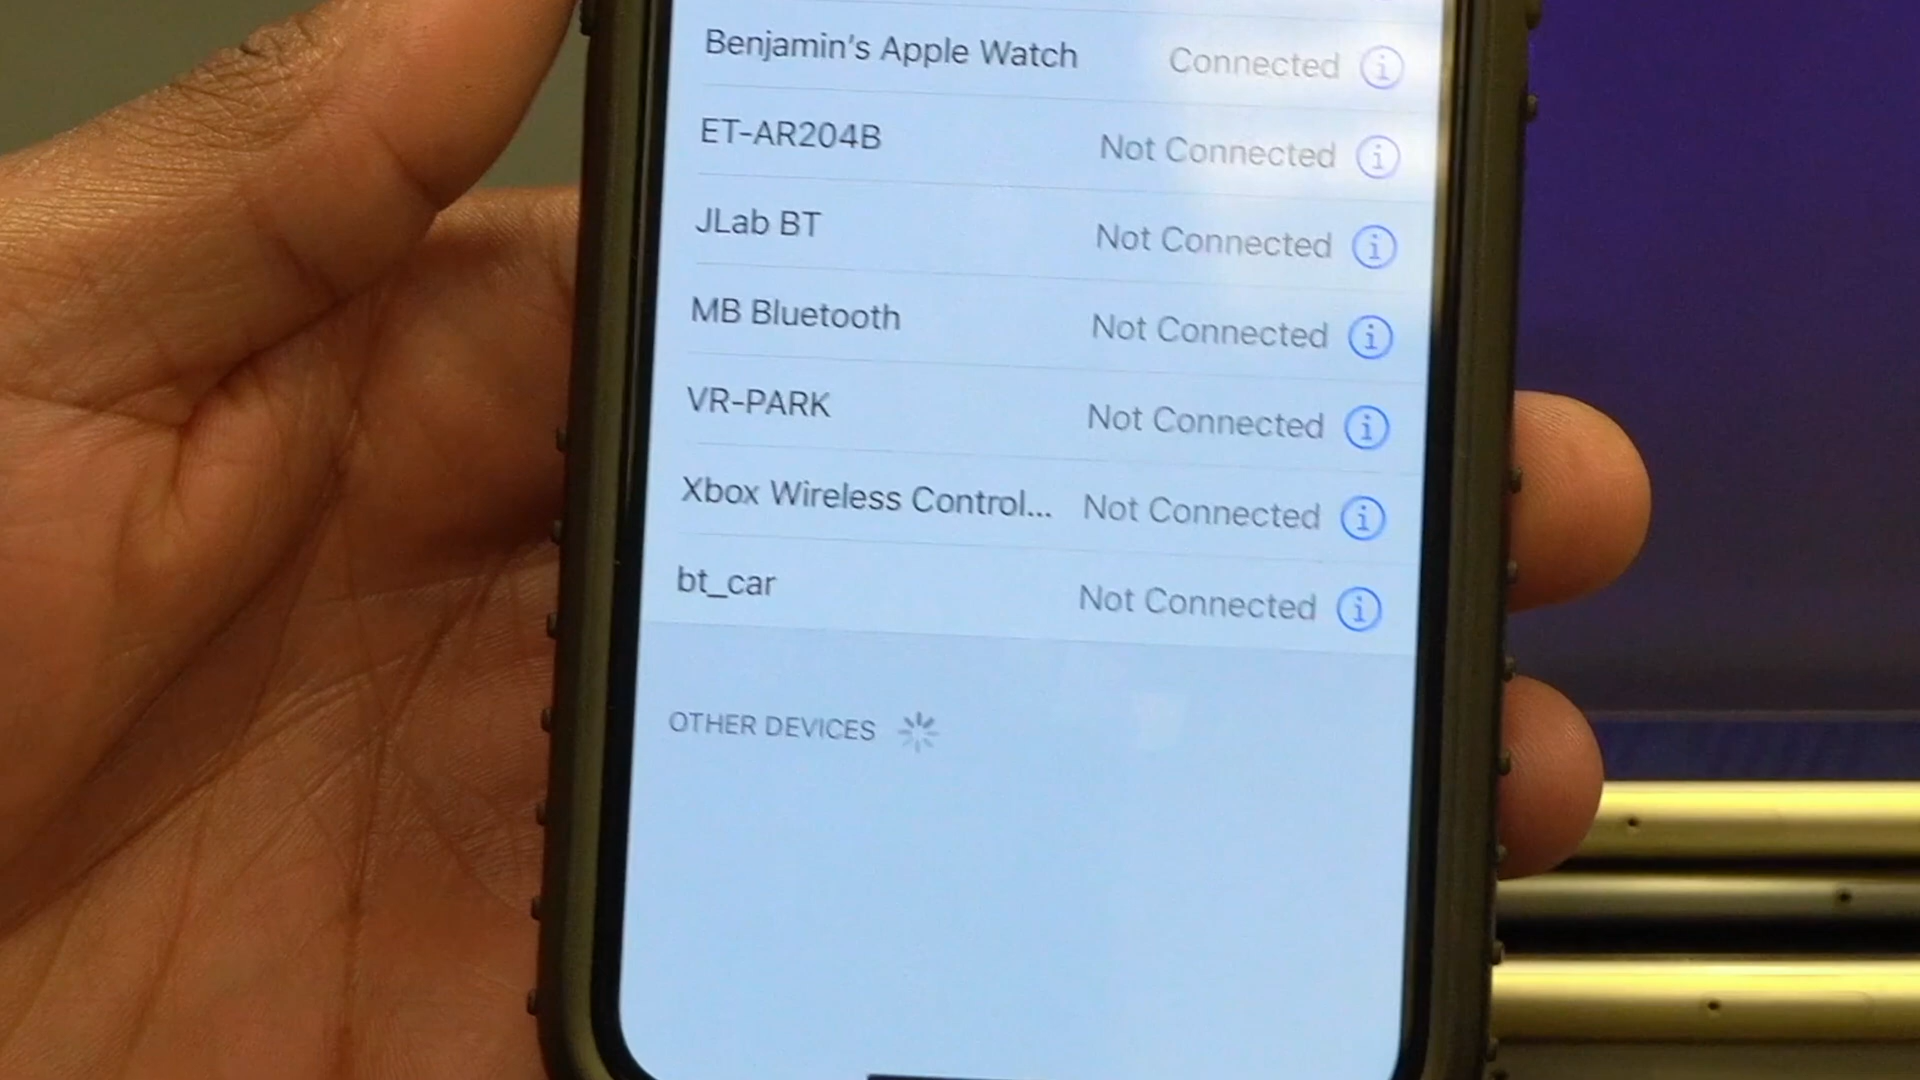 Benjamin's Apple Watch Connected
ET-AR204B Not Connected
JLab BT Not Connected
MB Bluetooth Not Connected
VR-PARK Not Connected
Xbox Wireless Control... Not Connected
bt_car Not Connected
OTHER DEVICES